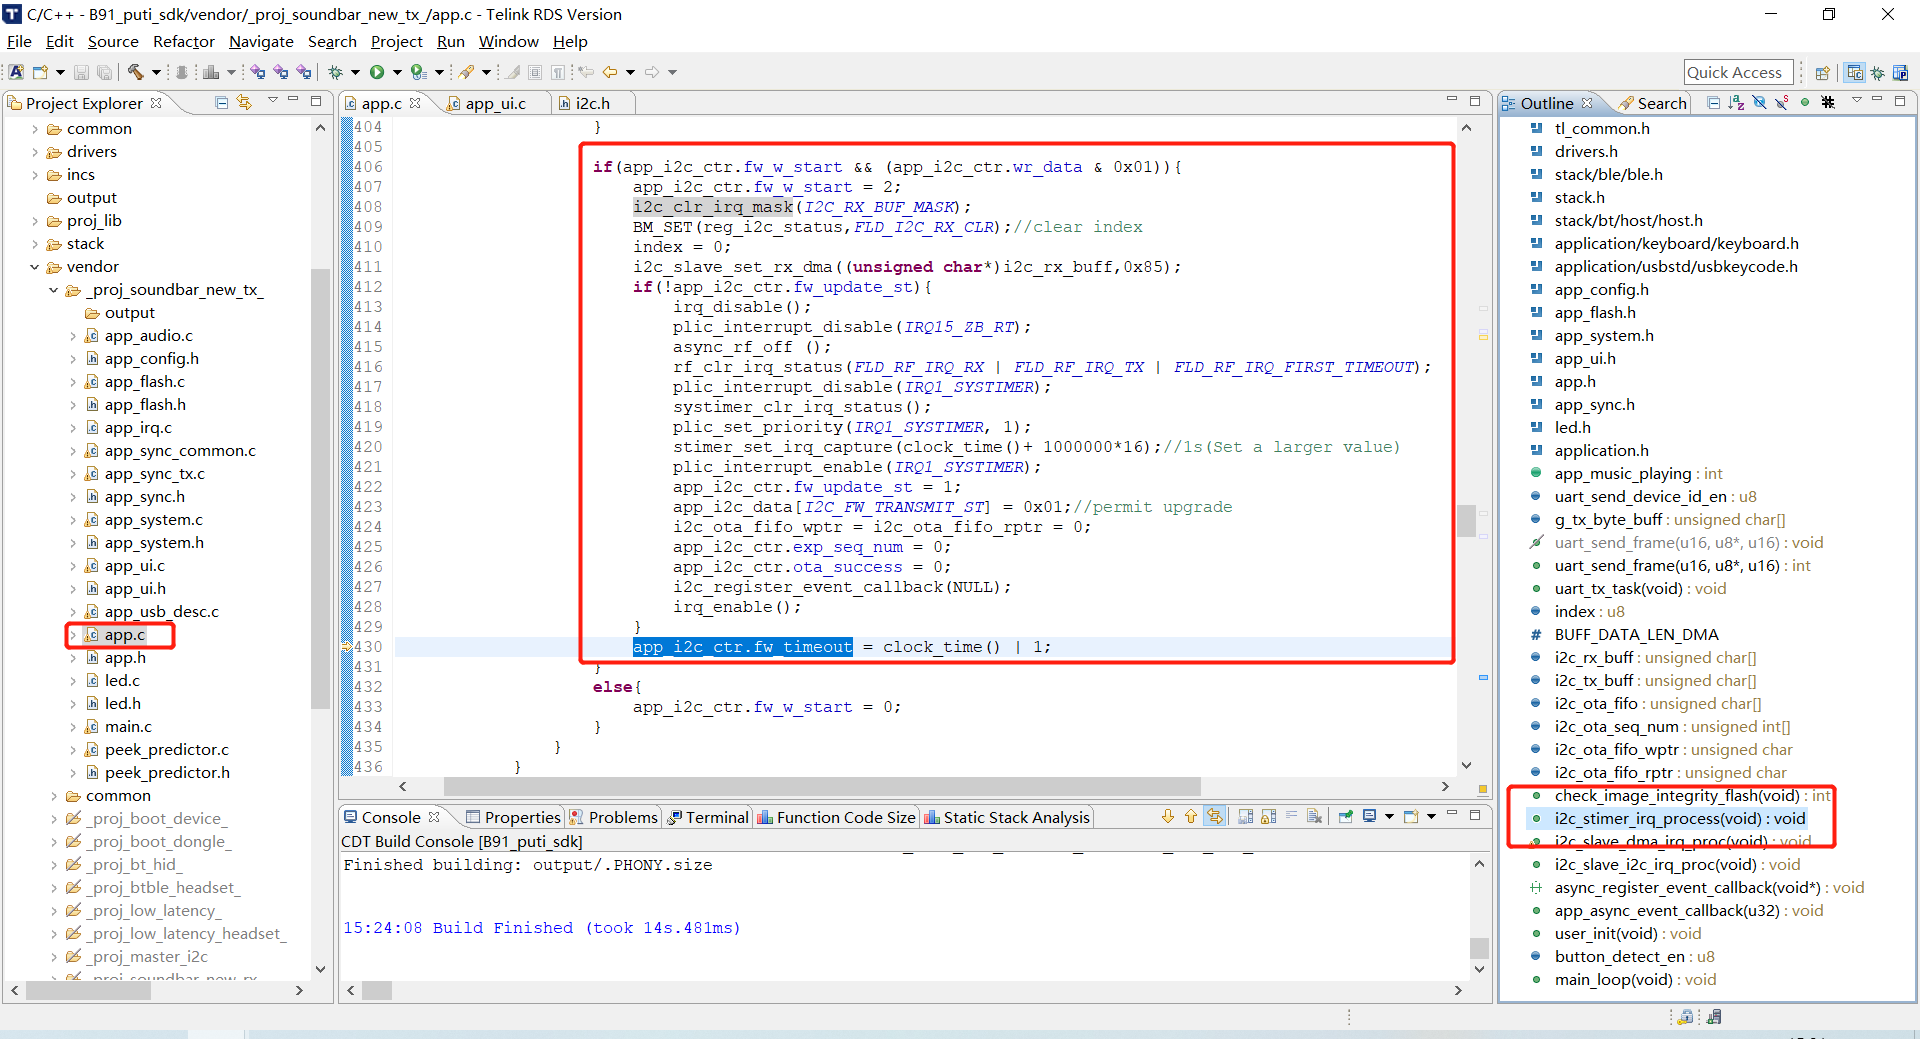 C/C++ - B91_puti_sdk/vendor/_proj_soundbar_new_tx_/app.c - Telink RDS Version
File Edit Source Refactor Navigate Search Project Run Window Help
Quick Access
Project Explorer
common
drivers
incs
output
proj_lib
stack
vendor
_proj_soundbar_new_tx_
output
app_audio.c
app_config.h
app_flash.c
app_flash.h
app_irq.c
app_sync_common.c
app_sync_tx.c
app_sync.h
app_system.c
app_system.h
app_ui.c
app_ui.h
app_usb_desc.c
app.c
app.h
led.c
led.h
main.c
peek_predictor.c
peek_predictor.h
common
_proj_boot_device_
_proj_boot_dongle_
_proj_bt_hid_
_proj_btble_headset_
_proj_low_latency_
_proj_low_latency_headset_
_proj_master_i2c
_proj_soundbar_new_rx
app.c app_ui.c i2c.h
404 }
405
406 if(app_i2c_ctr.fw_w_start && (app_i2c_ctr.wr_data & 0x01)){
407 app_i2c_ctr.fw_w_start = 2;
408 i2c_clr_irq_mask(I2C_RX_BUF_MASK);
409 BM_SET(reg_i2c_status,FLD_I2C_RX_CLR);//clear index
410 index = 0;
411 i2c_slave_set_rx_dma((unsigned char*)i2c_rx_buff,0x85);
412 if(!app_i2c_ctr.fw_update_st){
413 irq_disable();
414 plic_interrupt_disable(IRQ15_ZB_RT);
415 async_rf_off ();
416 rf_clr_irq_status(FLD_RF_IRQ_RX | FLD_RF_IRQ_TX | FLD_RF_IRQ_FIRST_TIMEOUT);
417 plic_interrupt_disable(IRQ1_SYSTIMER);
418 systimer_clr_irq_status();
419 plic_set_priority(IRQ1_SYSTIMER, 1);
420 stimer_set_irq_capture(clock_time()+ 1000000*16);//1s(Set a larger value)
421 plic_interrupt_enable(IRQ1_SYSTIMER);
422 app_i2c_ctr.fw_update_st = 1;
423 app_i2c_data[I2C_FW_TRANSMIT_ST] = 0x01;//permit upgrade
424 i2c_ota_fifo_wptr = i2c_ota_fifo_rptr = 0;
425 app_i2c_ctr.exp_seq_num = 0;
426 app_i2c_ctr.ota_success = 0;
427 i2c_register_event_callback(NULL);
428 irq_enable();
429 }
430 app_i2c_ctr.fw_timeout = clock_time() | 1;
431 }
432 else{
433 app_i2c_ctr.fw_w_start = 0;
434 }
435 }
436 }
Console Properties Problems Terminal Function Code Size Static Stack Analysis
CDT Build Console [B91_puti_sdk]
Finished building: output/.PHONY.size
15:24:08 Build Finished (took 14s.481ms)
Outline Search
tl_common.h
drivers.h
stack/ble/ble.h
stack.h
stack/bt/host/host.h
application/keyboard/keyboard.h
application/usbstd/usbkeycode.h
app_config.h
app_flash.h
app_system.h
app_ui.h
app.h
app_sync.h
led.h
application.h
app_music_playing : int
uart_send_device_id_en : u8
g_tx_byte_buff : unsigned char[]
uart_send_frame(u16, u8*, u16) : void
uart_send_frame(u16, u8*, u16) : int
uart_tx_task(void) : void
index : u8
BUFF_DATA_LEN_DMA
i2c_rx_buff : unsigned char[]
i2c_tx_buff : unsigned char[]
i2c_ota_fifo : unsigned char[]
i2c_ota_seq_num : unsigned int[]
i2c_ota_fifo_wptr : unsigned char
i2c_ota_fifo_rptr : unsigned char
check_image_integrity_flash(void) : int
i2c_stimer_irq_process(void) : void
i2c_slave_dma_irq_proc(void) : void
i2c_slave_i2c_irq_proc(void) : void
async_register_event_callback(void*) : void
app_async_event_callback(u32) : void
user_init(void) : void
button_detect_en : u8
main_loop(void) : void